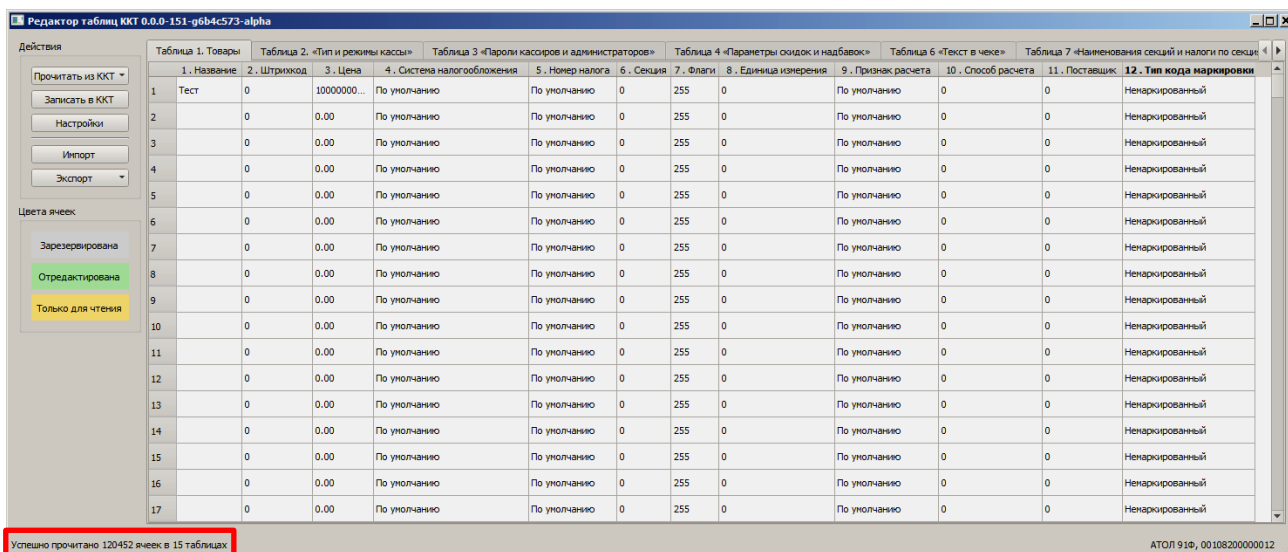 Редактор таблиц ККТ 0.0.0-151-g6b4c573-alpha
Действия
Прочитать из ККТ
Записать в ККТ
Настройки
Импорт
Экспорт
Цвета ячеек
Зарезервирована
Отредактирована
Только для чтения
Таблица 1. Товары Таблица 2. «Тип и режимы кассы» Таблица 3 «Пароли кассиров и администраторов» Таблица 4 «Параметры скидок и надбавок» Таблица 6 «Текст в чеке» Таблица 7 «Наименования секций и налоги по секци
1. Название 2. Штрихкод 3. Цена 4. Система налогообложения 5. Номер налога 6. Секция 7. Флаги 8. Единица измерения 9. Признак расчета 10. Способ расчета 11. Поставщик 12. Тип кода маркировки
1 Тест 0 10000000... По умолчанию По умолчанию 0 255 0 По умолчанию 0 0 Немаркированный
2 0 0.00 По умолчанию По умолчанию 0 255 0 По умолчанию 0 0 Немаркированный
3 0 0.00 По умолчанию По умолчанию 0 255 0 По умолчанию 0 0 Немаркированный
4 0 0.00 По умолчанию По умолчанию 0 255 0 По умолчанию 0 0 Немаркированный
5 0 0.00 По умолчанию По умолчанию 0 255 0 По умолчанию 0 0 Немаркированный
6 0 0.00 По умолчанию По умолчанию 0 255 0 По умолчанию 0 0 Немаркированный
7 0 0.00 По умолчанию По умолчанию 0 255 0 По умолчанию 0 0 Немаркированный
8 0 0.00 По умолчанию По умолчанию 0 255 0 По умолчанию 0 0 Немаркированный
9 0 0.00 По умолчанию По умолчанию 0 255 0 По умолчанию 0 0 Немаркированный
10 0 0.00 По умолчанию По умолчанию 0 255 0 По умолчанию 0 0 Немаркированный
11 0 0.00 По умолчанию По умолчанию 0 255 0 По умолчанию 0 0 Немаркированный
12 0 0.00 По умолчанию По умолчанию 0 255 0 По умолчанию 0 0 Немаркированный
13 0 0.00 По умолчанию По умолчанию 0 255 0 По умолчанию 0 0 Немаркированный
14 0 0.00 По умолчанию По умолчанию 0 255 0 По умолчанию 0 0 Немаркированный
15 0 0.00 По умолчанию По умолчанию 0 255 0 По умолчанию 0 0 Немаркированный
16 0 0.00 По умолчанию По умолчанию 0 255 0 По умолчанию 0 0 Немаркированный
17 0 0.00 По умолчанию По умолчанию 0 255 0 По умолчанию 0 0 Немаркированный
Успешно прочитано 120452 ячеек в 15 таблицах
АТОЛ 91Ф, 00108200000012